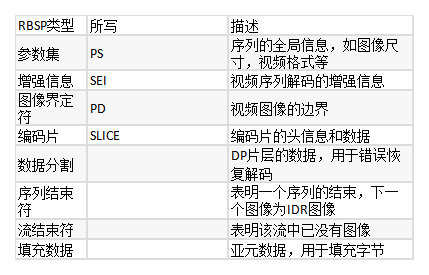 RBSP类型 所写 描述
参数集 PS 序列的全局信息，如图像尺
寸，视频格式等
增强信息 SEI 视频序列解码的增强信息
图像界定
符 PD 视频图像的边界
编码片 SLICE 编码片的头信息和数据
数据分割 DP片层的数据，用于错误恢
复解码
序列结束
符 表明一个序列的结束，下一
个图像为IDR图像
流结束符 表明该流中已没有图像
填充数据 亚元数据，用于填充字节